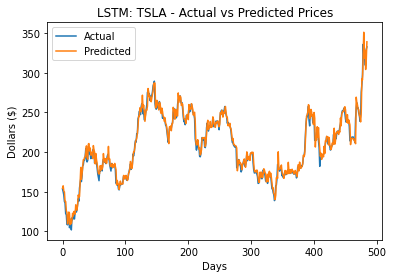 LSTM: TSLA - Actual vs Predicted Prices
Actual
Predicted
Dollars ($)
350
300
250
200
150
100
0 100 200 300 400 500
Days